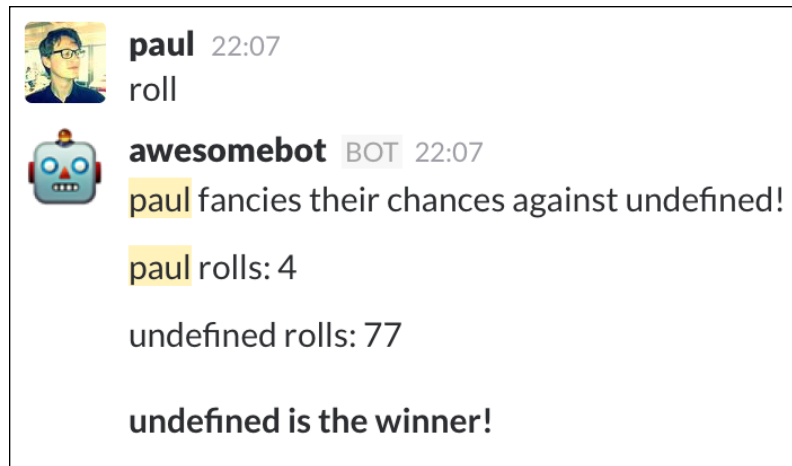 paul 22:07
roll
awesomebot BOT 22:07
paul fancies their chances against undefined!
paul rolls: 4
undefined rolls: 77
undefined is the winner!